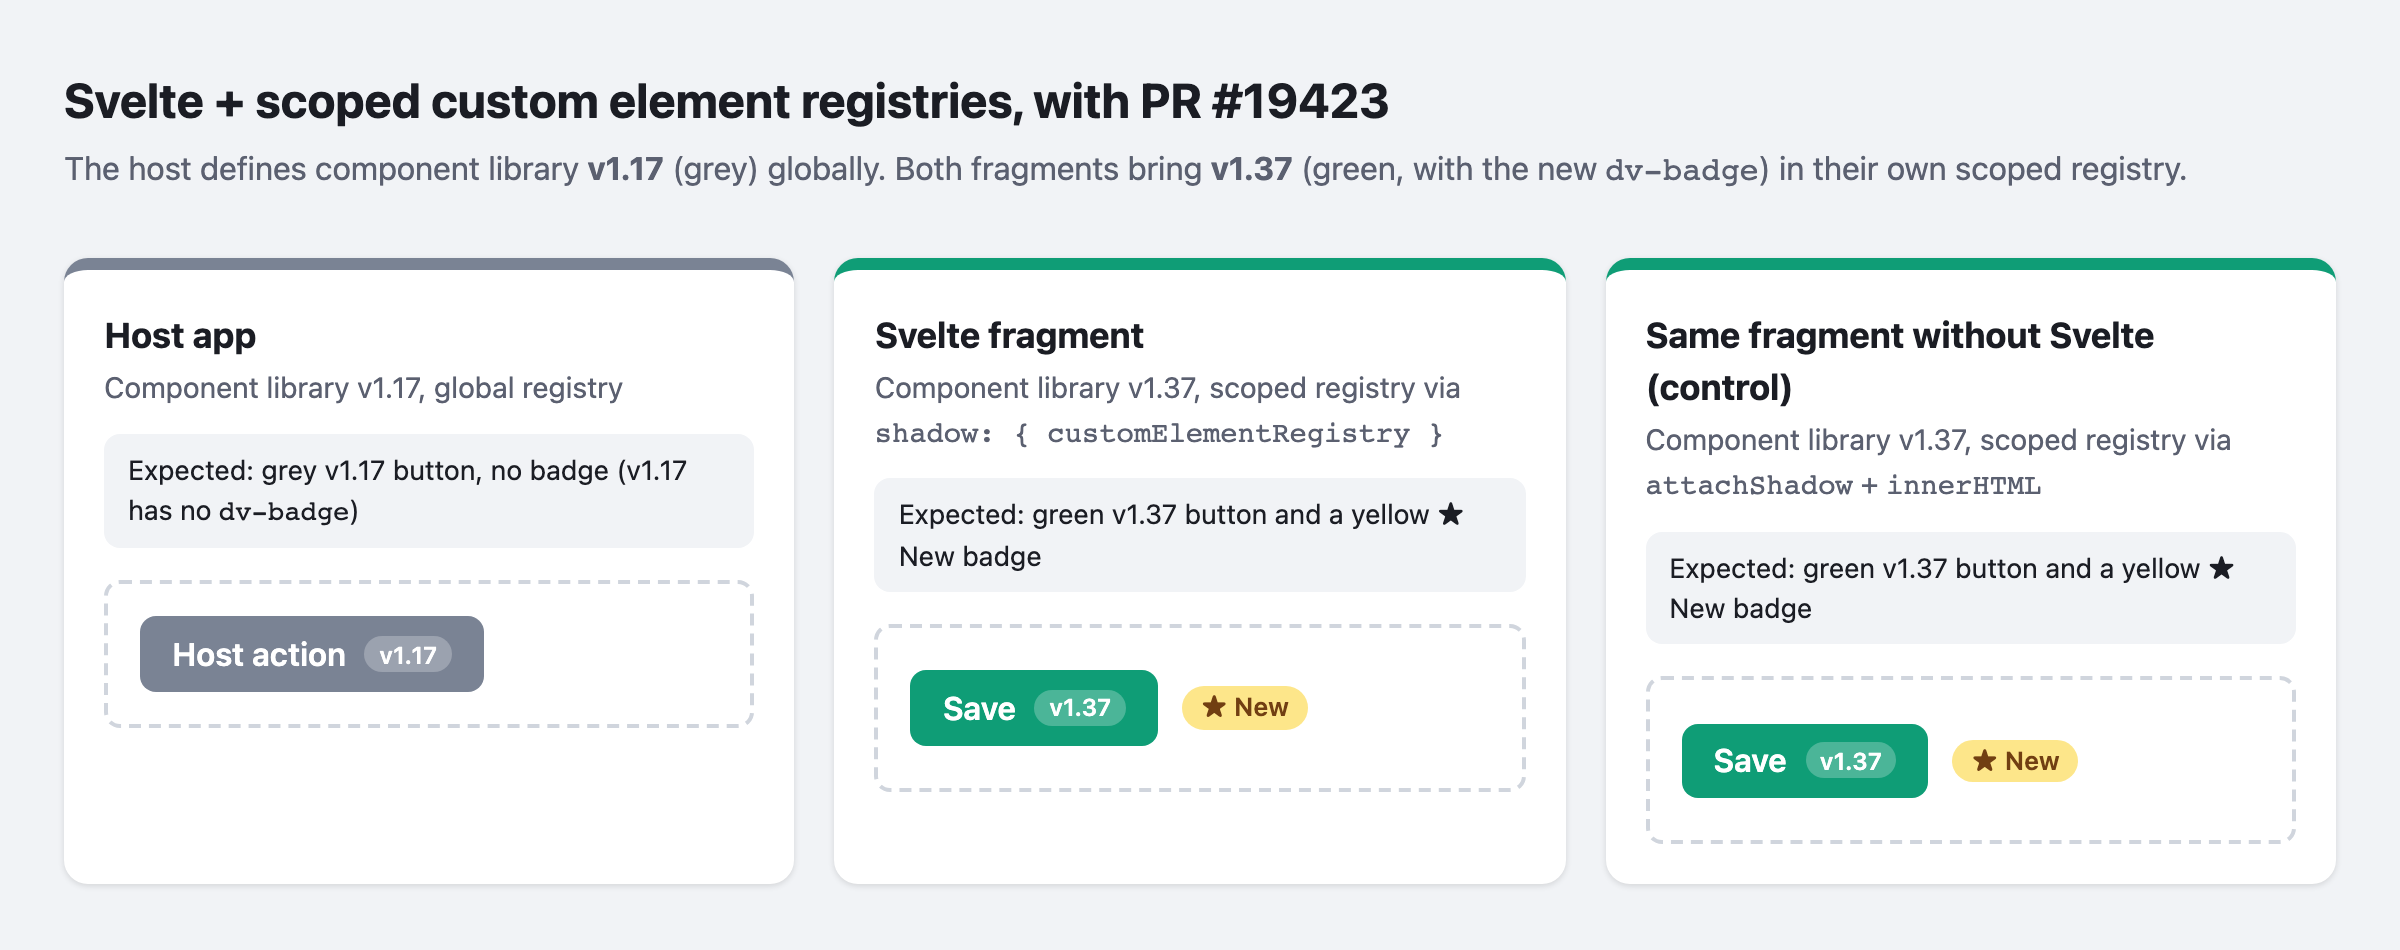 Svelte + scoped custom element registries, with PR #19423
The host defines component library v1.17 (grey) globally. Both fragments bring v1.37 (green, with the new dv-badge) in their own scoped registry.
Host app
Component library v1.17, global registry
Expected: grey v1.17 button, no badge (v1.17
has no dv-badge)
Host action v1.17
Svelte fragment
Component library v1.37, scoped registry via
shadow: { customElementRegistry }
Expected: green v1.37 button and a yellow ★
New badge
Save v1.37 ★ New
Same fragment without Svelte
(control)
Component library v1.37, scoped registry via
attachShadow + innerHTML
Expected: green v1.37 button and a yellow ★
New badge
Save v1.37 ★ New